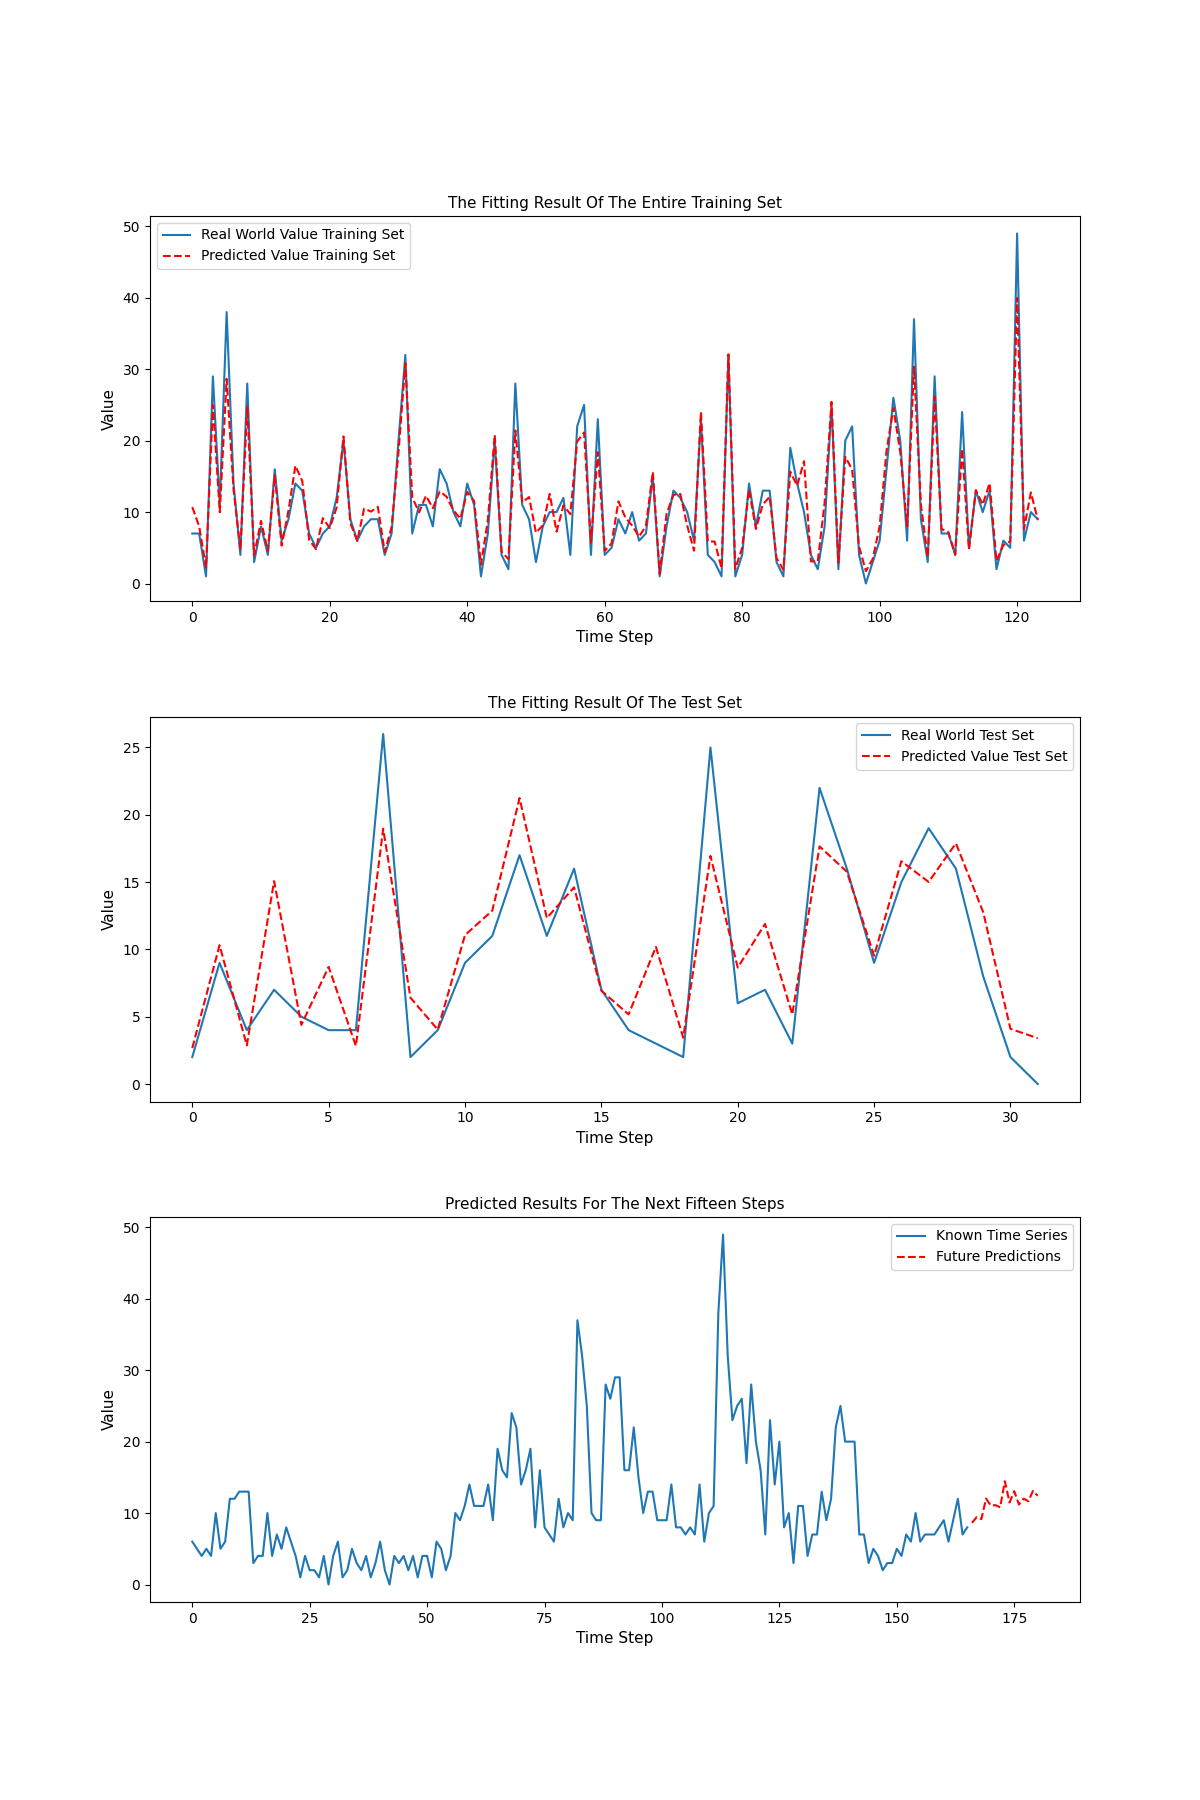 The Fitting Result Of The Entire Training Set
50
40
30
20
10
0
Value
Real World Value Training Set
Predicted Value Training Set
0 20 40 60 80 100 120
Time Step
The Fitting Result Of The Test Set
25
20
15
10
5
0
Value
Real World Test Set
Predicted Value Test Set
0 5 10 15 20 25 30
Time Step
Predicted Results For The Next Fifteen Steps
50
40
30
20
10
0
Value
Known Time Series
Future Predictions
0 25 50 75 100 125 150 175
Time Step